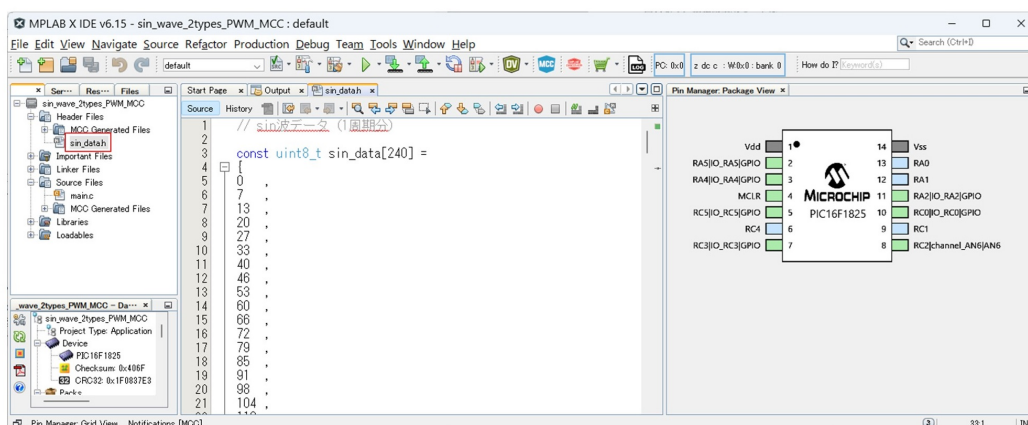 MPLAB X IDE v6.15 - sin_wave_2types_PWM_MCC : default
File Edit View Navigate Source Refactor Production Debug Team Tools Window Help
Search (Ctrl+I)
default
PC: 0x0
z dc c : W:0x0 : bank 0
How do I? Keyword(s)
Ser··· Res··· Files
sin_wave_2types_PWM_MCC
Header Files
MCC Generated Files
sin_data.h
Important Files
Linker Files
Source Files
main.c
MCC Generated Files
Libraries
Loadables
_wave_2types_PWM_MCC - Da···
sin_wave_2types_PWM_MCC
Project Type: Application
Device
PIC16F1825
Checksum: 0x406F
CRC32: 0x1F0837E3
Packs
Start Page Output sin_data.h
Source History
1 // sin波データ (1周期分)
2
3 const uint8_t sin_data[240] =
4 [
5 0 ,
6 7 ,
7 13 ,
8 20 ,
9 27 ,
10 33 ,
11 40 ,
12 46 ,
13 53 ,
14 60 ,
15 66 ,
16 72 ,
17 79 ,
18 85 ,
19 91 ,
20 98 ,
21 104 ,
Pin Manager: Package View
Vdd 1 14 Vss
RA5|IO_RA5|GPIO 2 13 RA0
RA4|IO_RA4|GPIO 3 12 RA1
MCLR 4 MICROCHIP 11 RA2|IO_RA2|GPIO
RC5|IO_RC5|GPIO 5 PIC16F1825 10 RC0|IO_RC0|GPIO
RC4 6 9 RC1
RC3|IO_RC3|GPIO 7 8 RC2|channel_AN6|AN6
Pin Manager: Grid View Notifications [MCC]
33:1